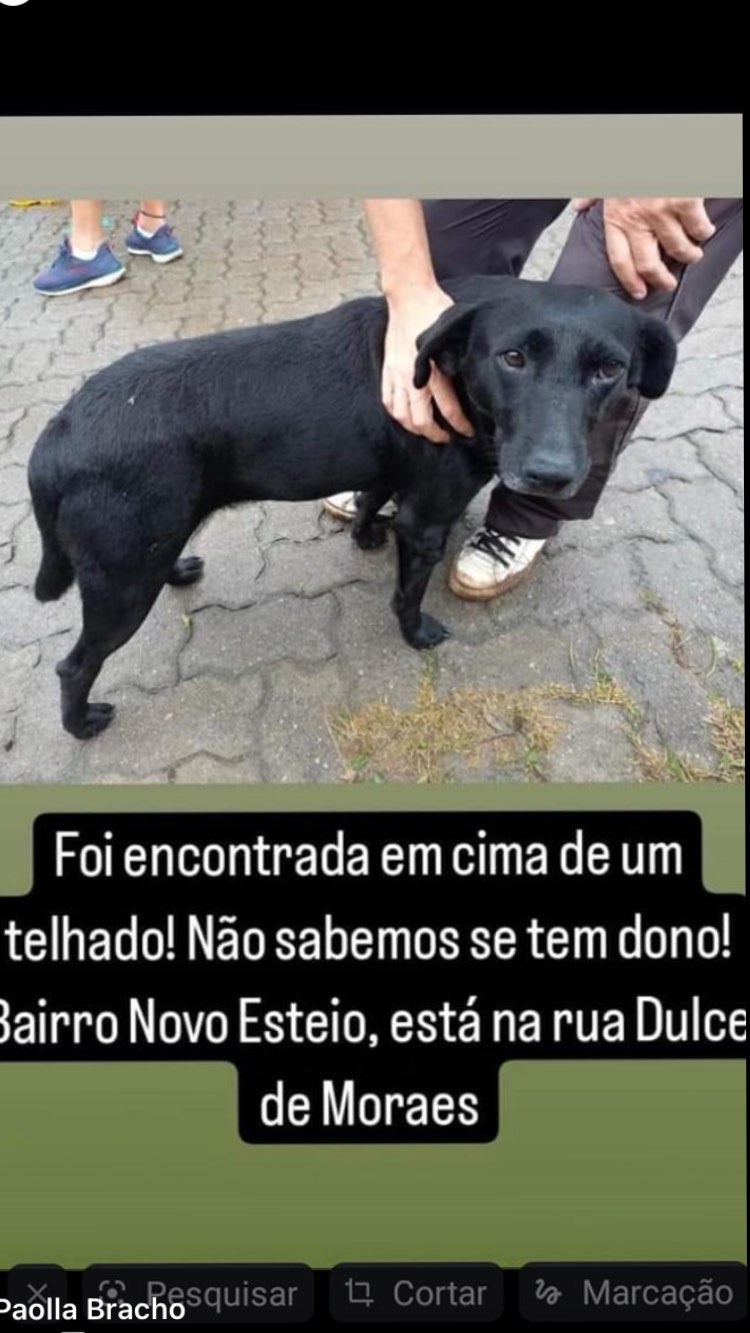 Foi encontrada em cima de um
telhado! Não sabemos se tem dono!
Bairro Novo Esteio, está na rua Dulce
de Moraes
Pesquisar
Cortar
Marcação
Paolla Bracho